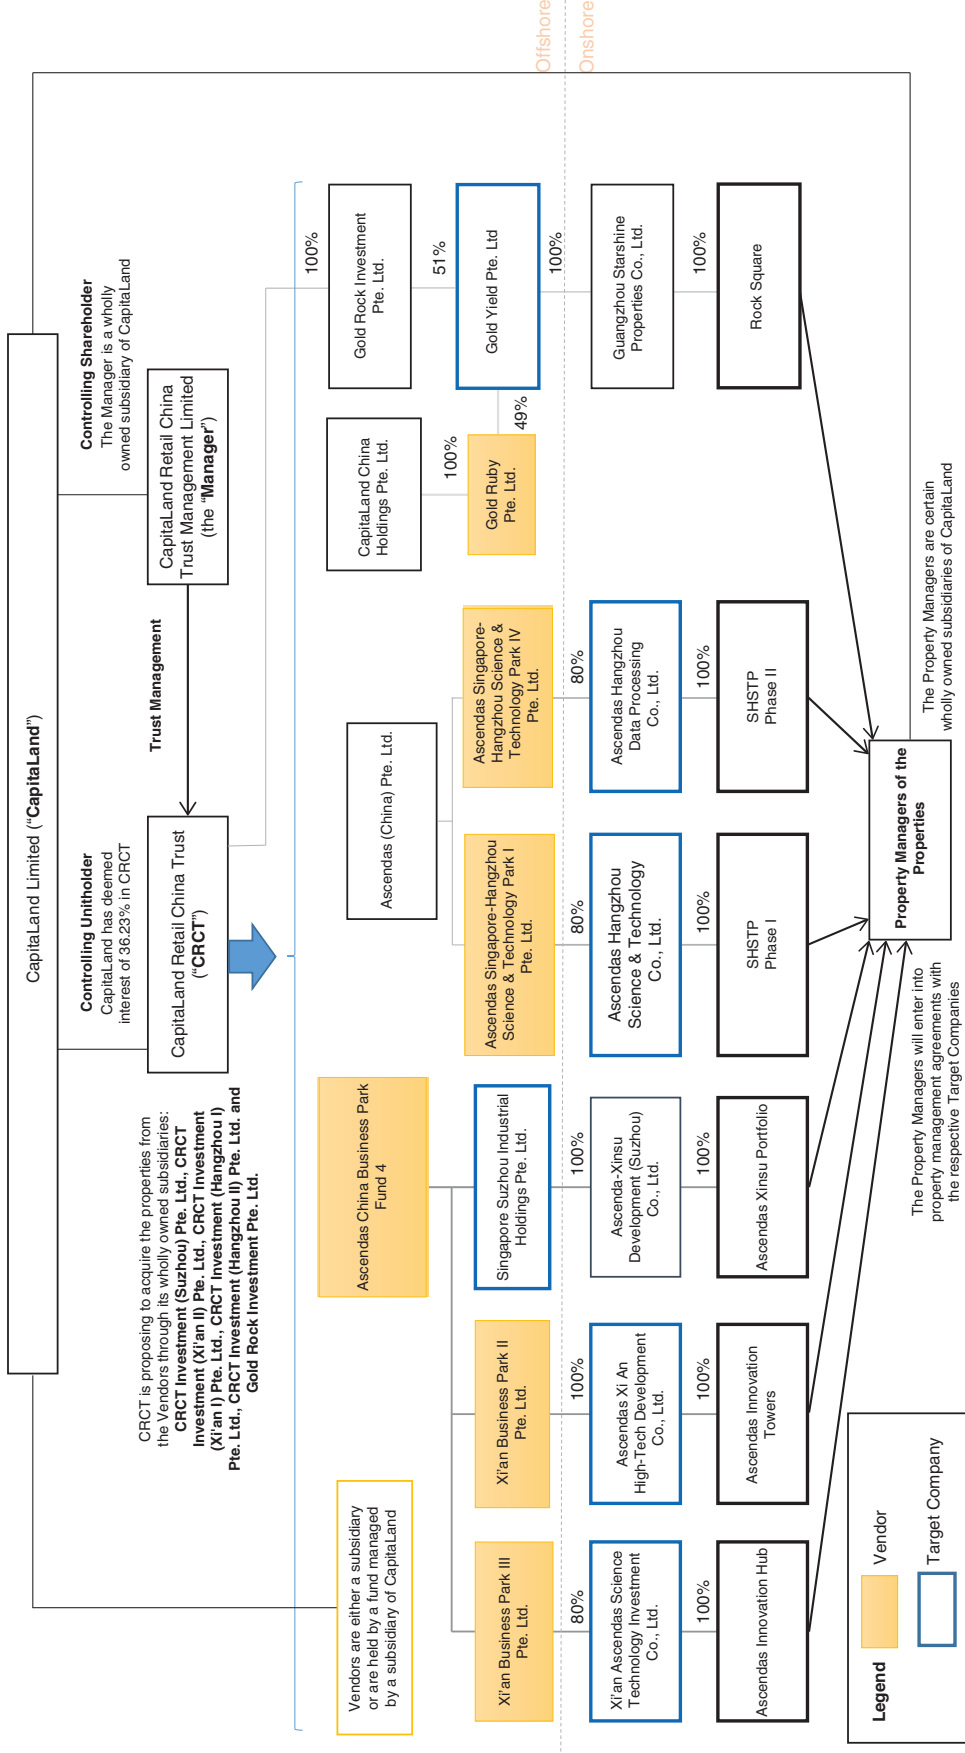 CapitaLand Limited (“CapitaLand”)
Controlling Unitholder
CapitaLand has deemed
interest of 36.23% in CRCT
Controlling Shareholder
The Manager is a wholly
owned subsidiary of CapitaLand
CRCT is proposing to acquire the properties from
the Vendors through its wholly owned subsidiaries:
CRCT Investment (Suzhou) Pte. Ltd., CRCT
Investment (Xi’an II) Pte. Ltd., CRCT Investment
(Xi’an I) Pte. Ltd., CRCT Investment (Hangzhou I)
Pte. Ltd., CRCT Investment (Hangzhou II) Pte. Ltd. and
Gold Rock Investment Pte. Ltd.
CapitaLand Retail China Trust
(“CRCT”)
Trust Management
CapitaLand Retail China
Trust Management Limited
(the “Manager”)
Vendors are either a subsidiary
or are held by a fund managed
by a subsidiary of CapitaLand
Ascendas China Business Park
Fund 4
Ascendas (China) Pte. Ltd.
CapitaLand China
Holdings Pte. Ltd.
100%
Gold Rock Investment
Pte. Ltd.
100%
51%
Xi’an Business Park III
Pte. Ltd.
Xi’an Business Park II
Pte. Ltd.
Singapore Suzhou Industrial
Holdings Pte. Ltd.
Ascendas Singapore-Hangzhou
Science & Technology Park I
Pte. Ltd.
Ascendas Singapore-
Hangzhou Science &
Technology Park IV
Pte. Ltd.
Gold Ruby
Pte. Ltd.
49%
Gold Yield Pte. Ltd
Offshore
Onshore
80%
100%
100%
80%
80%
100%
Xi’an Ascendas Science
Technology Investment
Co., Ltd.
Ascendas Xi An
High-Tech Development
Co., Ltd.
Ascenda-Xinsu
Development (Suzhou)
Co., Ltd.
Ascendas Hangzhou
Science & Technology
Co., Ltd.
Ascendas Hangzhou
Data Processing
Co., Ltd.
Guangzhou Starshine
Properties Co., Ltd.
100%
100%
100%
100%
100%
100%
Ascendas Innovation Hub
Ascendas Innovation
Towers
Ascendas Xinsu Portfolio
SHSTP
Phase I
SHSTP
Phase II
Rock Square
Property Managers of the
Properties
The Property Managers will enter into
property management agreements with
the respective Target Companies
The Property Managers are certain
wholly owned subsidiaries of CapitaLand
Legend
Vendor
Target Company